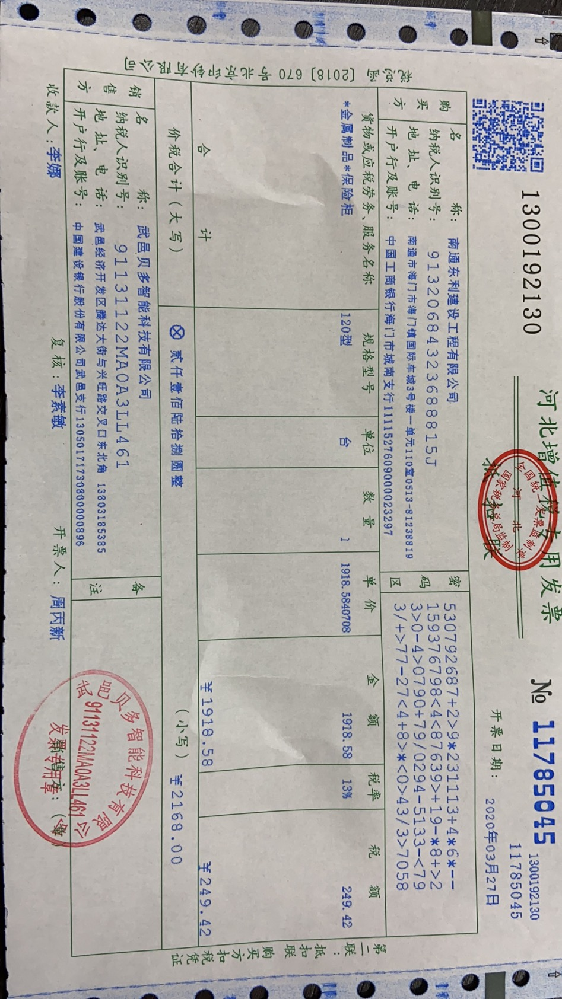 1300192130
河北增值税专用发票
抵扣联
№ 11785045
1300192130
11785045
开票日期: 2020年03月27日
税总函〔2018〕670号北京印钞有限公司
购买方
名称: 南通东利建设工程有限公司
纳税人识别号: 91320684323688815J
地址、电话: 南通市海门市海门镇国际车城3号楼一单元110室0513-81238819
开户行及账号: 中国工商银行海门市城南支行1111527609000023297
密码区
530792687+2>9*231113+4*6*--
159376798<4<87639>+19-*8+>2
3>0-4>0790+79/0294-5133-<79
3/+>77-27<4+8>*<0>43/3>7058
货物或应税劳务、服务名称 规格型号 单位 数量 单价 金额 税率 税额
*金属制品*保险柜 120型 台 1 1918.5840708 1918.58 13% 249.42
合计 ¥1918.58 ¥249.42
价税合计(大写) ⊗贰仟壹佰陆拾捌圆整 (小写) ¥2168.00
销售方
名称: 武邑贝多智能科技有限公司
纳税人识别号: 91131122MA0A3LL461
地址、电话: 武邑经济开发区腾达大街与兴旺路交叉口东北角 13803185385
开户行及账号: 中国建设银行股份有限公司武邑支行13050171730800000896
备注
收款人: 李娜 复核: 李素敏 开票人: 周丙新 销售方: (章)
第二联: 抵扣联 购买方扣税凭证
全国统一发票监制章
河北
国家税务总局监制
武邑贝多智能科技有限公司
91131122MA0A3LL461
发票专用章